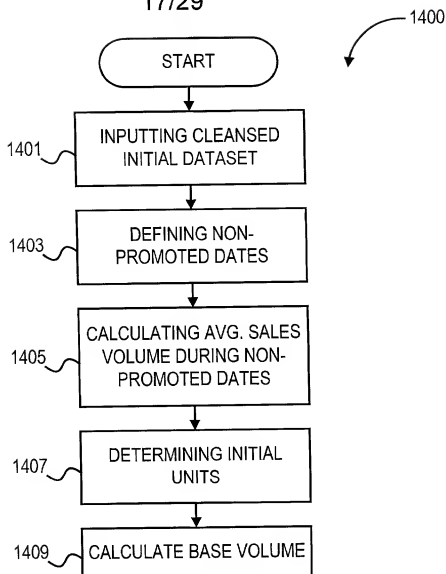 17/29
1400
START
1401
INPUTTING CLEANSED
INITIAL DATASET
1403
DEFINING NON-
PROMOTED DATES
1405
CALCULATING AVG. SALES
VOLUME DURING NON-
PROMOTED DATES
1407
DETERMINING INITIAL
UNITS
1409
CALCULATE BASE VOLUME